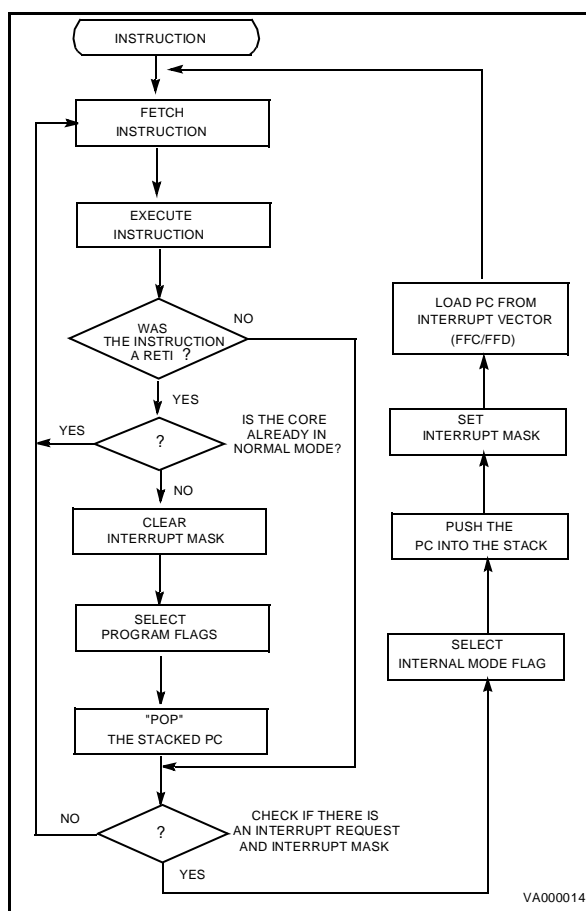 INSTRUCTION
FETCH
INSTRUCTION
EXECUTE
INSTRUCTION
WAS
THE INSTRUCTION
A RETI ?
NO
YES
?
IS THE CORE
ALREADY IN
NORMAL MODE?
YES
NO
CLEAR
INTERRUPT MASK
SELECT
PROGRAM FLAGS
"POP"
THE STACKED PC
?
CHECK IF THERE IS
AN INTERRUPT REQUEST
AND INTERRUPT MASK
NO
YES
SELECT
INTERNAL MODE FLAG
PUSH THE
PC INTO THE STACK
SET
INTERRUPT MASK
LOAD PC FROM
INTERRUPT VECTOR
(FFC/FFD)
VA000014